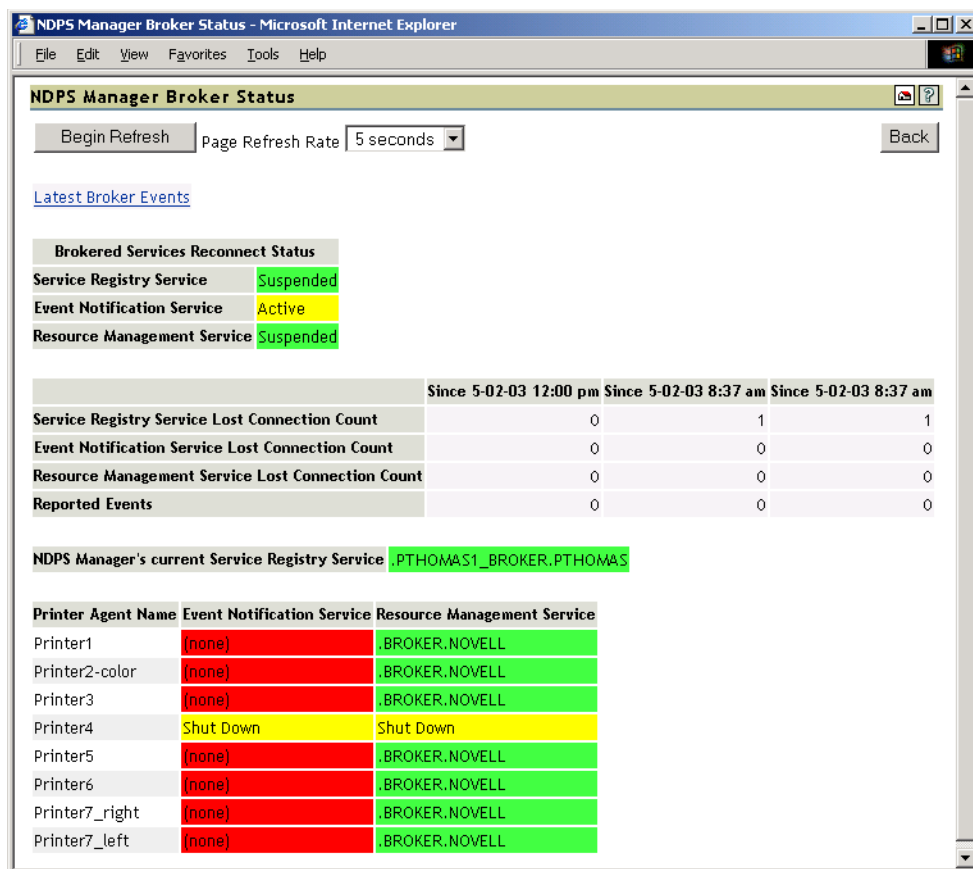 NDPS Manager Broker Status - Microsoft Internet Explorer
File Edit View Favorites Tools Help
NDPS Manager Broker Status ?
Begin Refresh Page Refresh Rate 5 seconds Back
Latest Broker Events
Brokered Services Reconnect Status
Service Registry Service Suspended
Event Notification Service Active
Resource Management Service Suspended
Since 5-02-03 12:00 pm Since 5-02-03 8:37 am Since 5-02-03 8:37 am
Service Registry Service Lost Connection Count 0 1 1
Event Notification Service Lost Connection Count 0 0 0
Resource Management Service Lost Connection Count 0 0 0
Reported Events 0 0 0
NDPS Manager's current Service Registry Service .PTHOMAS1_BROKER.PTHOMAS
Printer Agent Name Event Notification Service Resource Management Service
Printer1 (none) .BROKER.NOVELL
Printer2-color (none) .BROKER.NOVELL
Printer3 (none) .BROKER.NOVELL
Printer4 Shut Down Shut Down
Printer5 (none) .BROKER.NOVELL
Printer6 (none) .BROKER.NOVELL
Printer7_right (none) .BROKER.NOVELL
Printer7_left (none) .BROKER.NOVELL